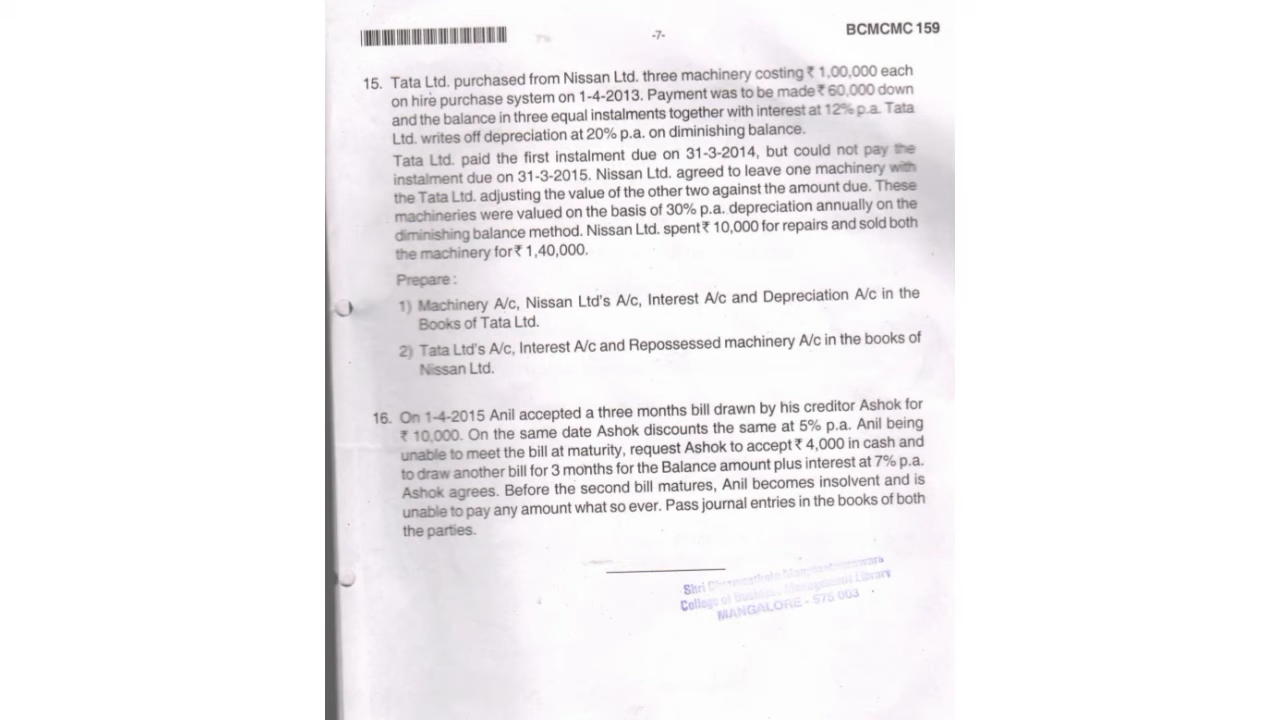 -7-
BCMCMC 159
15. Tata Ltd. purchased from Nissan Ltd. three machinery costing ₹ 1,00,000 each
on hire purchase system on 1-4-2013. Payment was to be made ₹ 60,000 down
and the balance in three equal instalments together with interest at 12% p.a. Tata
Ltd. writes off depreciation at 20% p.a. on diminishing balance.
Tata Ltd. paid the first instalment due on 31-3-2014, but could not pay the
instalment due on 31-3-2015. Nissan Ltd. agreed to leave one machinery with
the Tata Ltd. adjusting the value of the other two against the amount due. These
machineries were valued on the basis of 30% p.a. depreciation annually on the
diminishing balance method. Nissan Ltd. spent ₹ 10,000 for repairs and sold both
the machinery for ₹ 1,40,000.
Prepare :
1) Machinery A/c, Nissan Ltd's A/c, Interest A/c and Depreciation A/c in the
Books of Tata Ltd.
2) Tata Ltd's A/c, Interest A/c and Repossessed machinery A/c in the books of
Nissan Ltd.
16. On 1-4-2015 Anil accepted a three months bill drawn by his creditor Ashok for
₹ 10,000. On the same date Ashok discounts the same at 5% p.a. Anil being
unable to meet the bill at maturity, request Ashok to accept ₹ 4,000 in cash and
to draw another bill for 3 months for the Balance amount plus interest at 7% p.a.
Ashok agrees. Before the second bill matures, Anil becomes insolvent and is
unable to pay any amount what so ever. Pass journal entries in the books of both
the parties.
Shri
College of Business Management Library
MANGALORE - 575 003